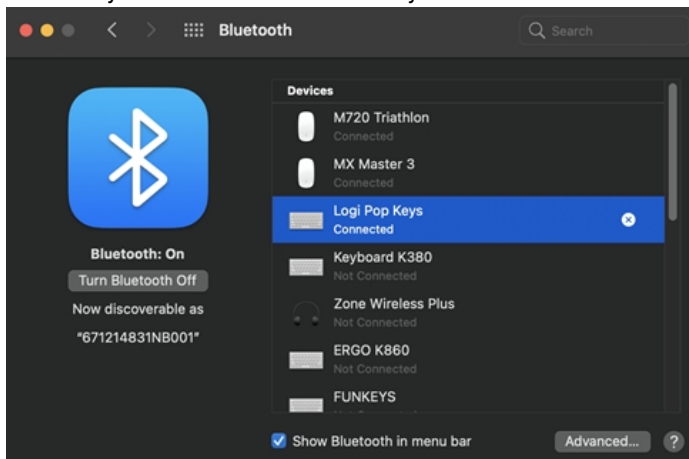 Bluetooth
Search
Bluetooth: On
Turn Bluetooth Off
Now discoverable as
"671214831NB001"
Devices
M720 Triathlon
Connected
MX Master 3
Connected
Logi Pop Keys
Connected
Keyboard K380
Not Connected
Zone Wireless Plus
Not Connected
ERGO K860
Not Connected
FUNKEYS
Show Bluetooth in menu bar
Advanced...
?